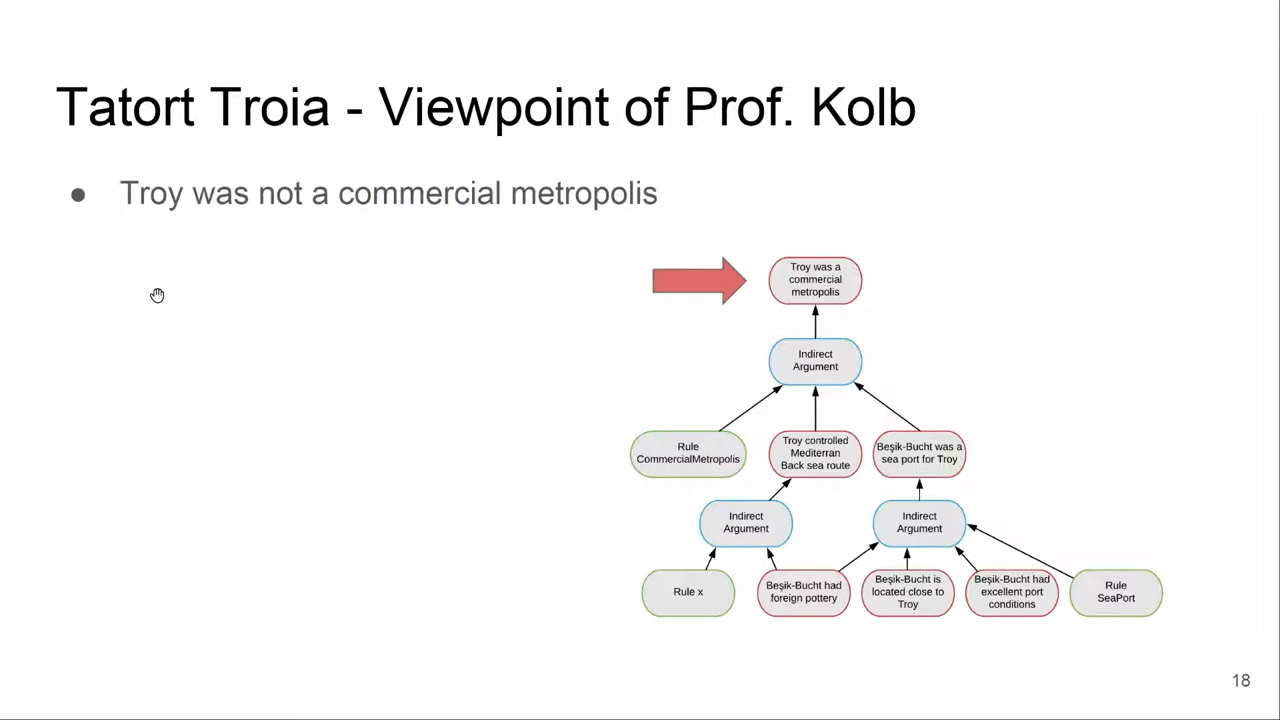 Tatort Troia - Viewpoint of Prof. Kolb
● Troy was not a commercial metropolis
Troy was a
commercial
metropolis
Indirect
Argument
Rule
CommercialMetropolis
Troy controlled
Mediterran
Back sea route
Beşik-Bucht was a
sea port for Troy
Indirect
Argument
Indirect
Argument
Rule x
Beşik-Bucht had
foreign pottery
Beşik-Bucht is
located close to
Troy
Beşik-Bucht had
excellent port
conditions
Rule
SeaPort
18